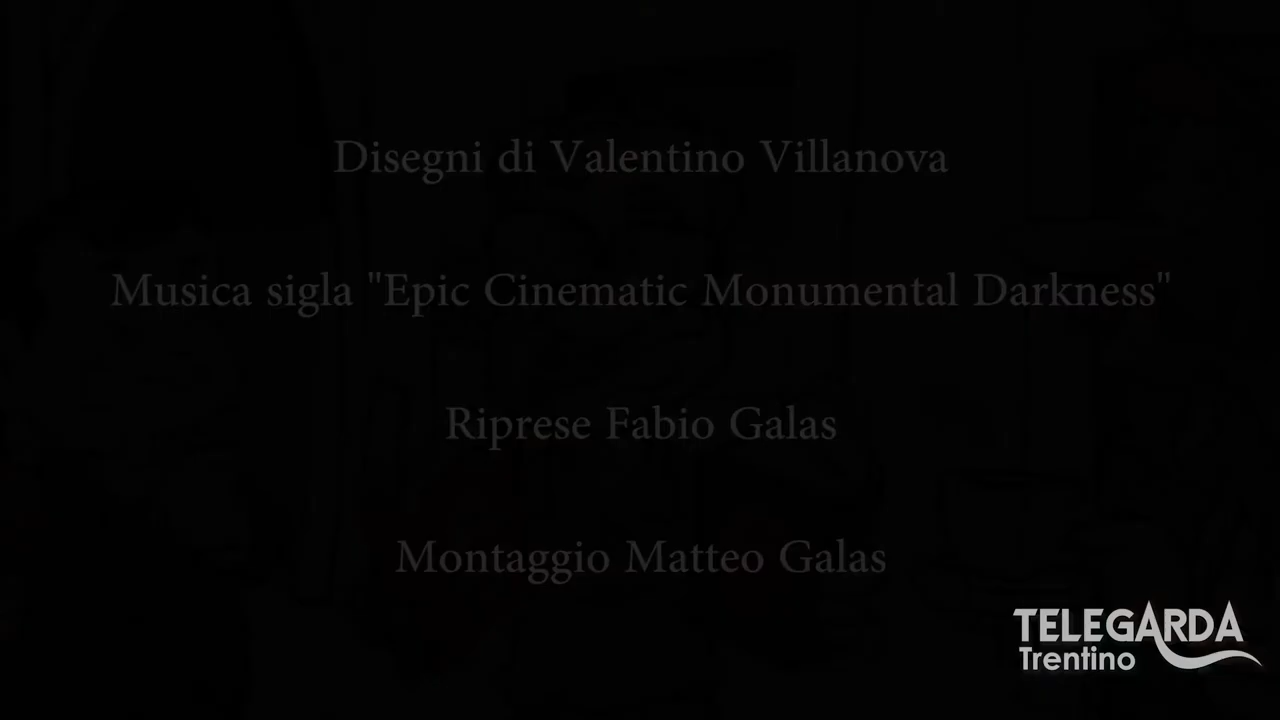 Disegni di Valentino Villanova
Musica sigla "Epic Cinematic Monumental Darkness"
Riprese Fabio Galas
Montaggio Matteo Galas
TELEGARDA
Trentino